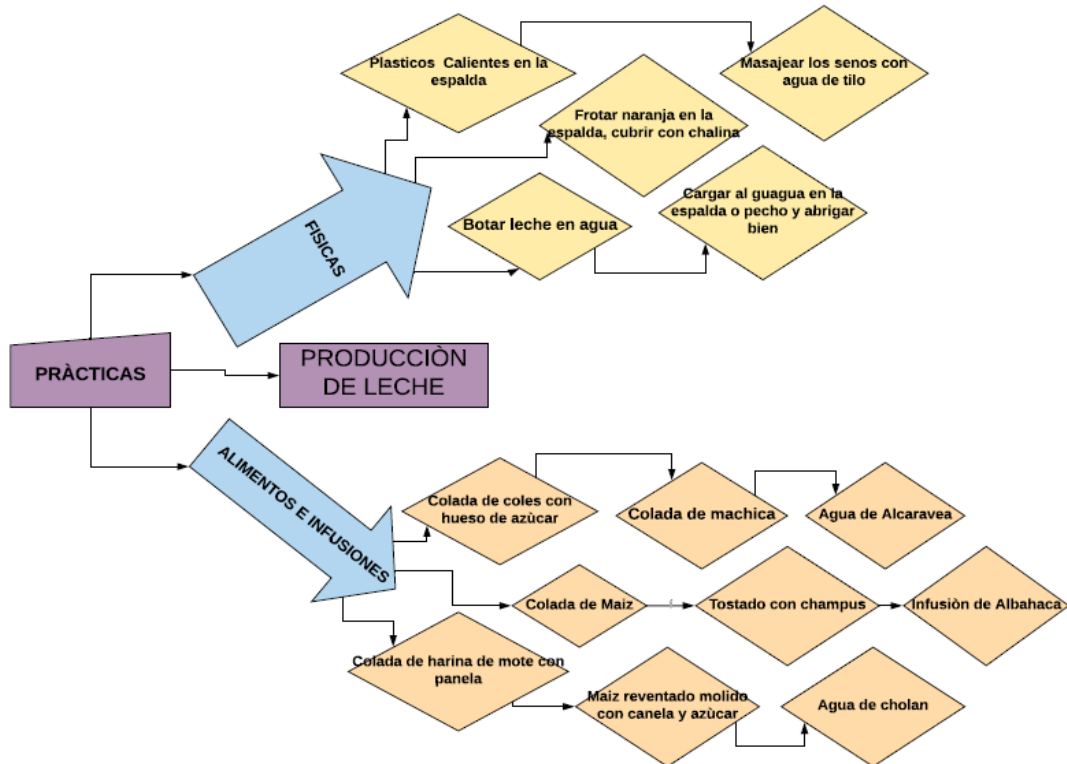 Plasticos Calientes en la
espalda
Masajear los senos con
agua de tilo
Frotar naranja en la
espalda, cubrir con chalina
Cargar al guagua en la
espalda o pecho y abrigar
bien
Botar leche en agua
FISICAS
PRÀCTICAS
PRODUCCIÒN
DE LECHE
ALIMENTOS E INFUSIONES
Colada de coles con
hueso de azùcar
Colada de machica
Agua de Alcaravea
Colada de Maiz
Tostado con champus
Infusiòn de Albahaca
Colada de harina de mote con
panela
Maiz reventado molido
con canela y azùcar
Agua de cholan